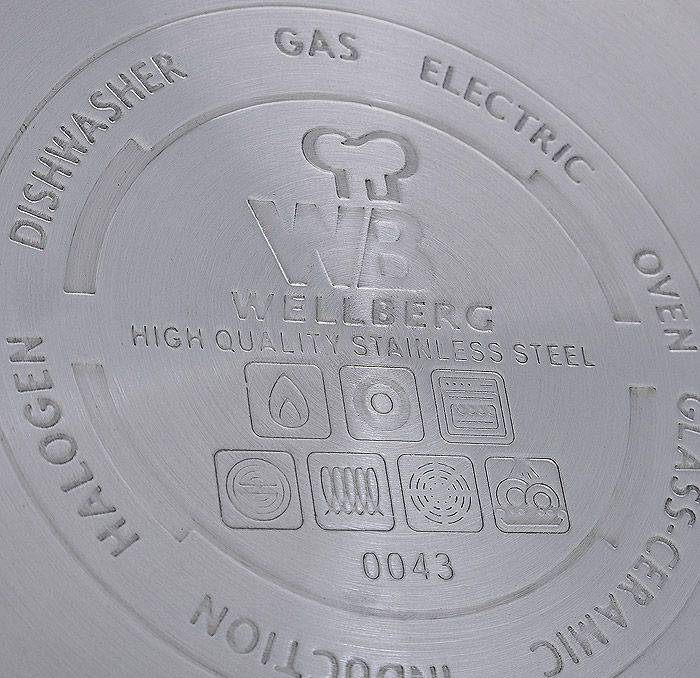 GAS
ELECTRIC
OVEN
GLASS-CERAMIC
INDUCTION
HALOGEN
DISHWASHER
WB
WELLBERG
HIGH QUALITY STAINLESS STEEL
0043